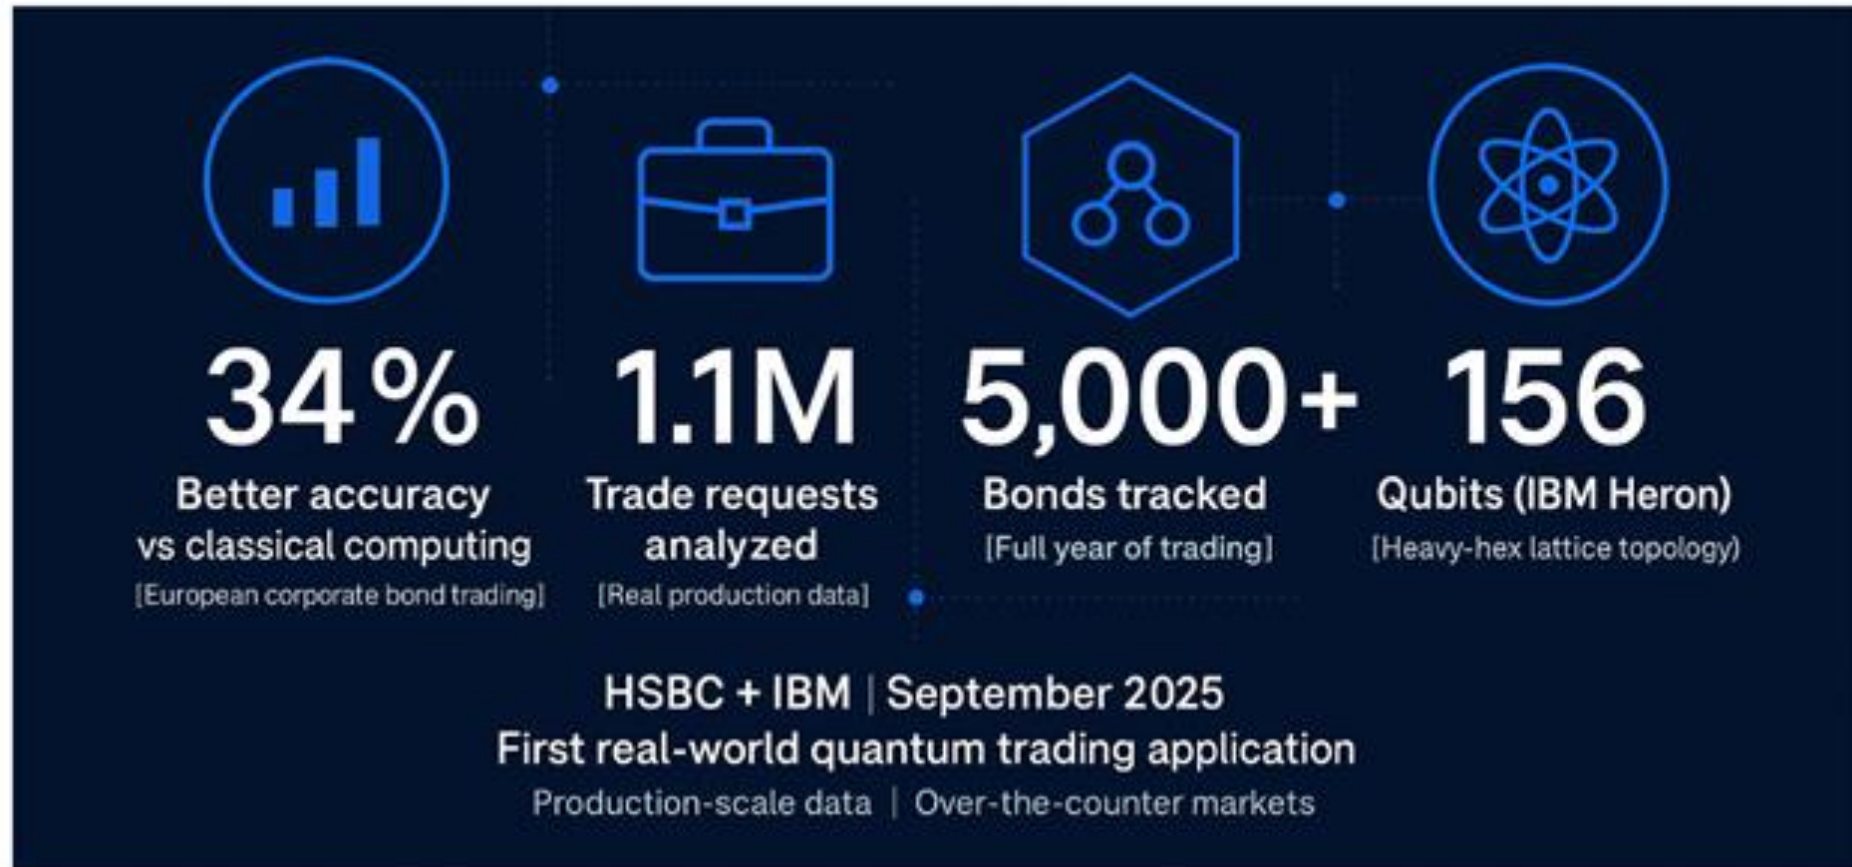 34%
Better accuracy
vs classical computing
[European corporate bond trading]
1.1M
Trade requests
analyzed
[Real production data]
5,000+
Bonds tracked
[Full year of trading]
156
Qubits (IBM Heron)
[Heavy-hex lattice topology)
HSBC + IBM | September 2025
First real-world quantum trading application
Production-scale data | Over-the-counter markets